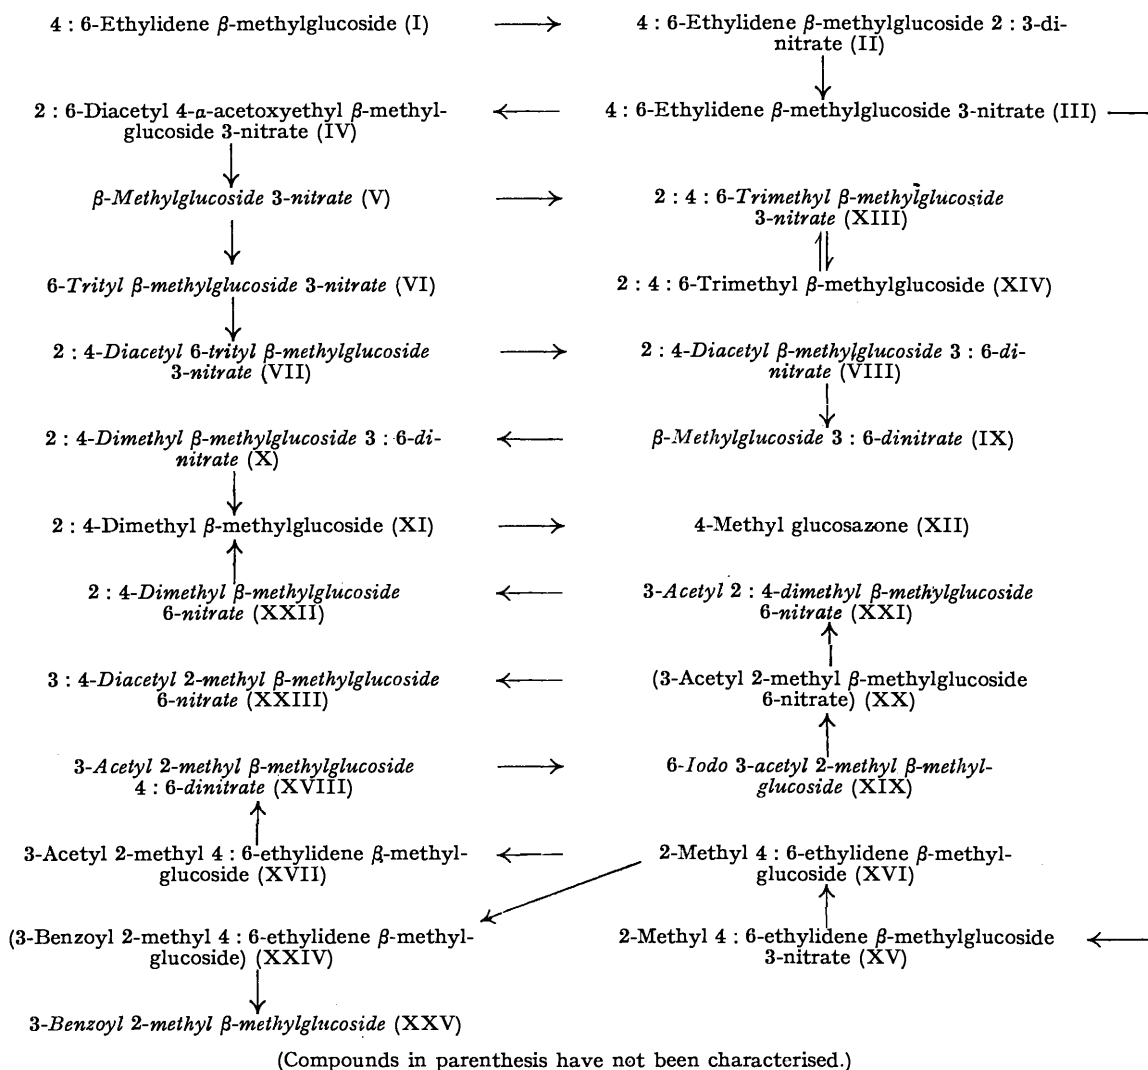 4 : 6-Ethylidene β-methylglucoside (I)
4 : 6-Ethylidene β-methylglucoside 2 : 3-di-
nitrate (II)
2 : 6-Diacetyl 4-α-acetoxyethyl β-methyl-
glucoside 3-nitrate (IV)
4 : 6-Ethylidene β-methylglucoside 3-nitrate (III)
β-Methylglucoside 3-nitrate (V)
2 : 4 : 6-Trimethyl β-methylglucoside
3-nitrate (XIII)
6-Trityl β-methylglucoside 3-nitrate (VI)
2 : 4 : 6-Trimethyl β-methylglucoside (XIV)
2 : 4-Diacetyl 6-trityl β-methylglucoside
3-nitrate (VII)
2 : 4-Diacetyl β-methylglucoside 3 : 6-di-
nitrate (VIII)
2 : 4-Dimethyl β-methylglucoside 3 : 6-di-
nitrate (X)
β-Methylglucoside 3 : 6-dinitrate (IX)
2 : 4-Dimethyl β-methylglucoside (XI)
4-Methyl glucosazone (XII)
2 : 4-Dimethyl β-methylglucoside
6-nitrate (XXII)
3-Acetyl 2 : 4-dimethyl β-methylglucoside
6-nitrate (XXI)
3 : 4-Diacetyl 2-methyl β-methylglucoside
6-nitrate (XXIII)
(3-Acetyl 2-methyl β-methylglucoside
6-nitrate) (XX)
3-Acetyl 2-methyl β-methylglucoside
4 : 6-dinitrate (XVIII)
6-Iodo 3-acetyl 2-methyl β-methyl-
glucoside (XIX)
3-Acetyl 2-methyl 4 : 6-ethylidene β-methyl-
glucoside (XVII)
2-Methyl 4 : 6-ethylidene β-methyl-
glucoside (XVI)
(3-Benzoyl 2-methyl 4 : 6-ethylidene β-methyl-
glucoside) (XXIV)
2-Methyl 4 : 6-ethylidene β-methylglucoside
3-nitrate (XV)
3-Benzoyl 2-methyl β-methylglucoside (XXV)
(Compounds in parenthesis have not been characterised.)